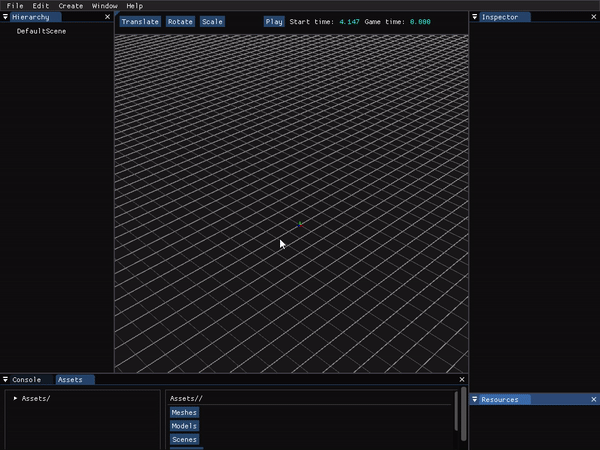 File Edit Create Window Help
Hierarchy
DefaultScene
Translate Rotate Scale Play Start time: 4.147 Game time: 0.000
Inspector
Console Assets
Assets/
Assets//
Meshes
Models
Scenes
Resources